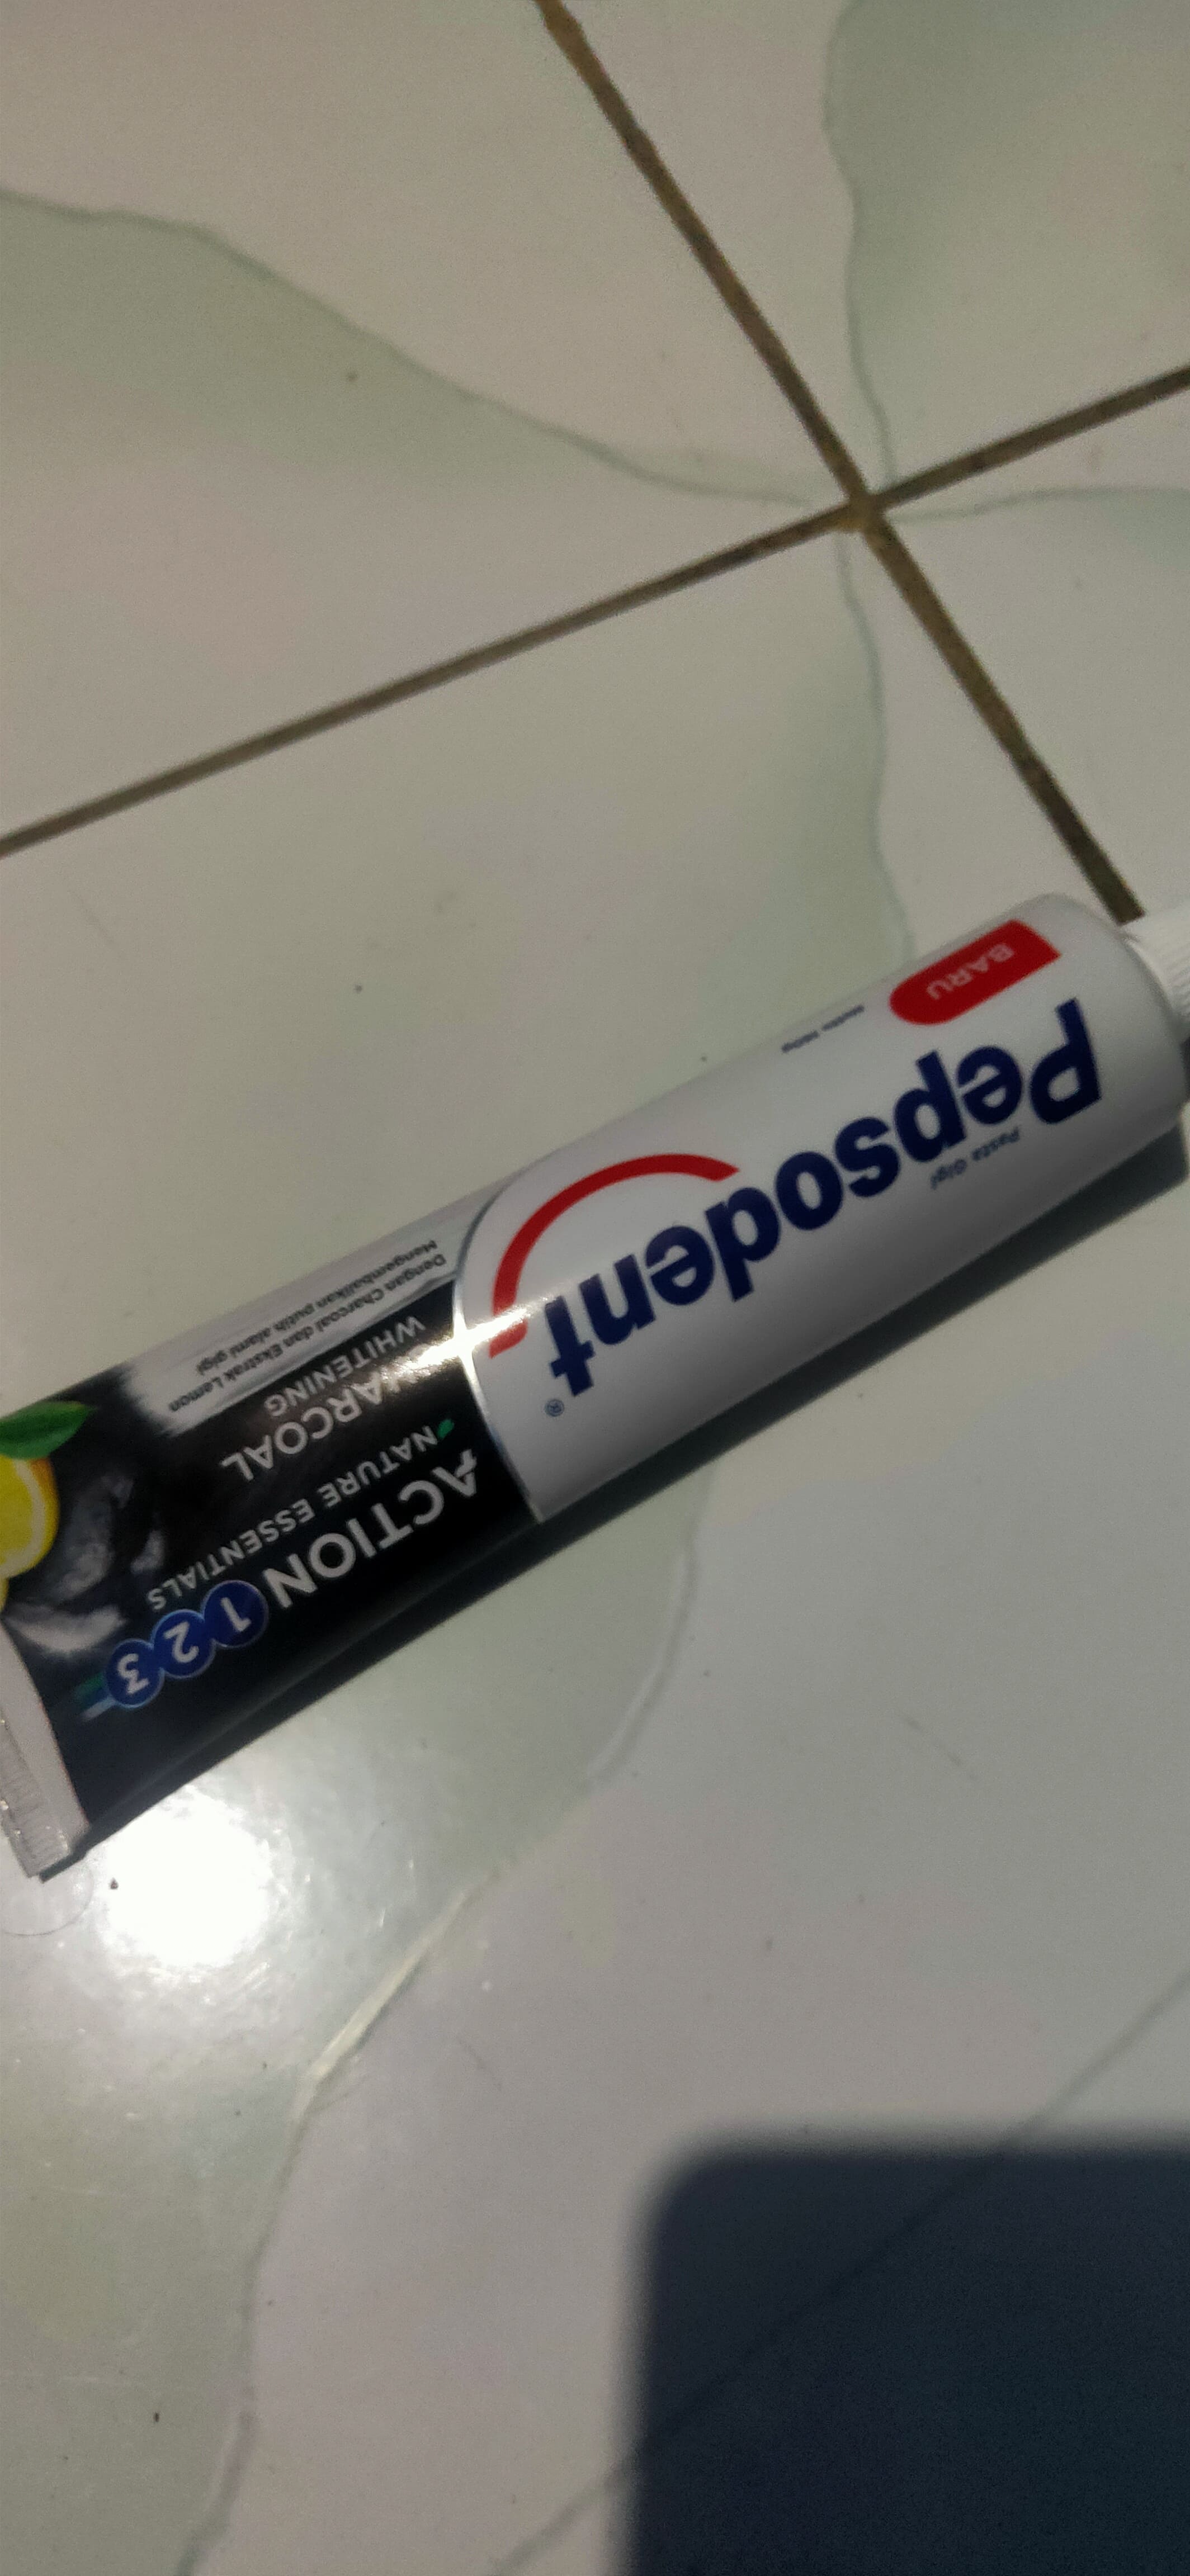 BARU
Pepsodent®
Pasta Gigi
ACTION 123
NATURE ESSENTIALS
CHARCOAL
WHITENING
Dengan Charcoal dan Ekstrak Lemon
Mengembalikan putih alami gigi